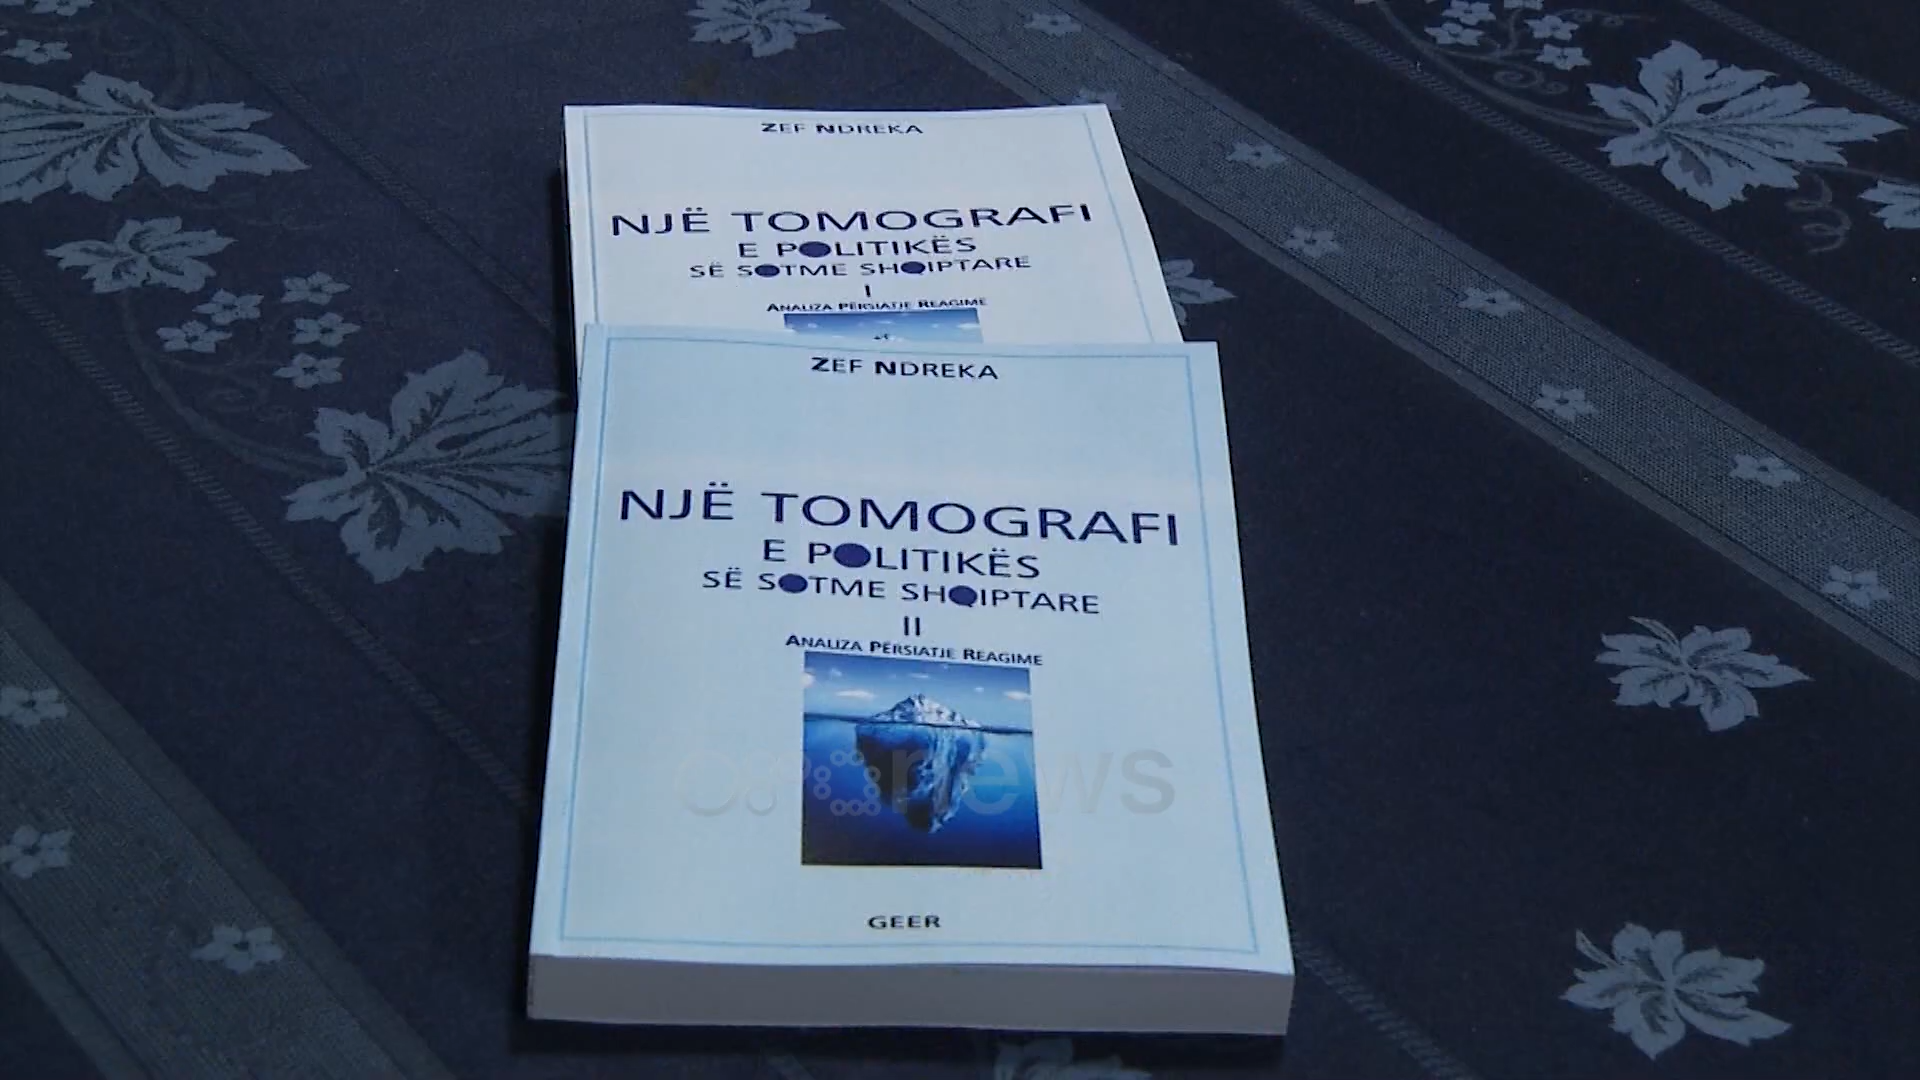 ZEF NDREKA
NJË TOMOGRAFI
E POLITIKËS
SË SOTME SHQIPTARE
I
ANALIZA PËRSIATJE REAGIME
ZEF NDREKA
NJË TOMOGRAFI
E POLITIKËS
SË SOTME SHQIPTARE
II
ANALIZA PËRSIATJE REAGIME
oranews
GEER